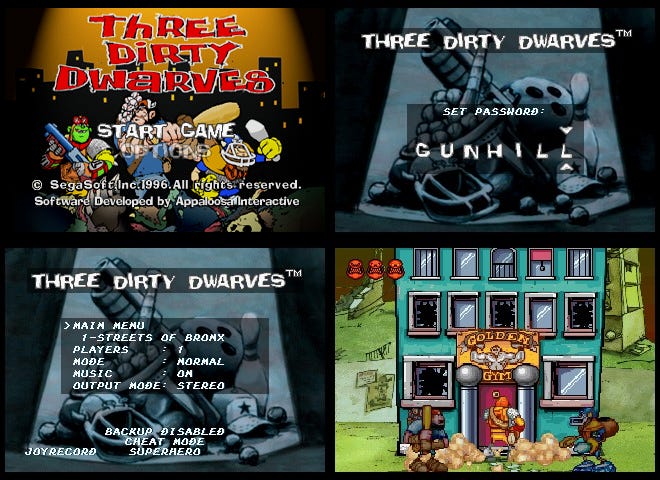 THREE
DIRTY
DWARVES
START GAME
OPTIONS
© SegaSoft,Inc.1996.All rights reserved.
Software Developed by Appaloosa Interactive
THREE DIRTY DWARVES™
SET PASSWORD:
GUNHILL
THREE DIRTY DWARVES™
>MAIN MENU
1-STREETS OF BRONX
PLAYERS : 1
MODE : NORMAL
MUSIC : ON
OUTPUT MODE: STEREO
BACKUP DISABLED
CHEAT MODE
JOYRECORD SUPERHERO
GOLDEN
GYM